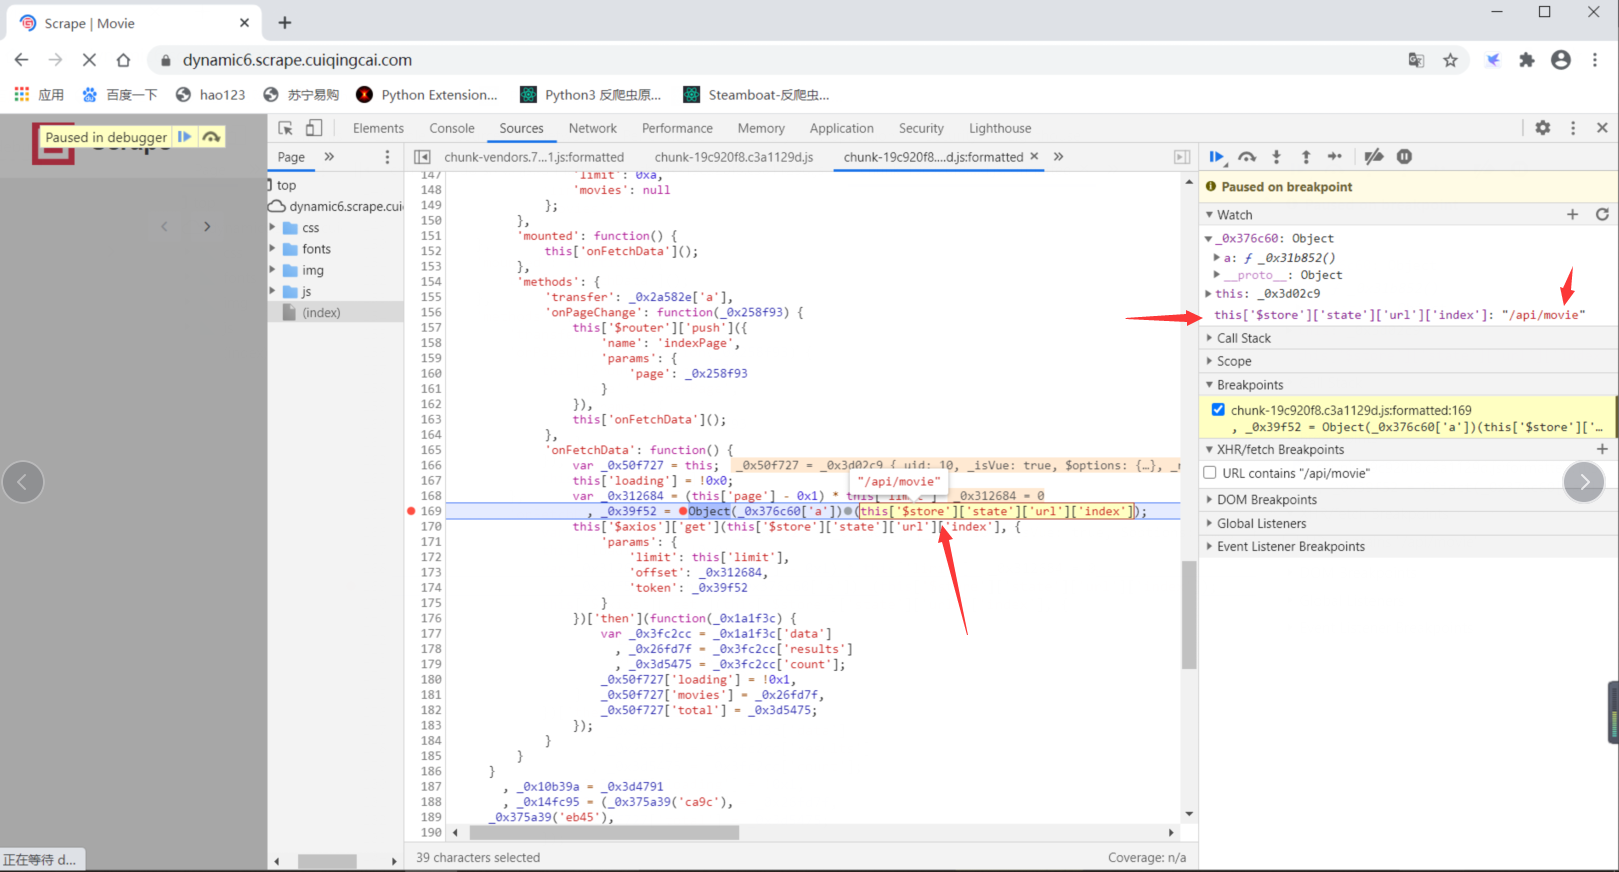 Scrape | Movie
dynamic6.scrape.cuiqingcai.com
应用 百度一下 hao123 苏宁易购 Python Extension... Python3 反爬虫原... Steamboat-反爬虫...
Paused in debugger
Elements Console Sources Network Performance Memory Application Security Lighthouse
Page » chunk-vendors.7...1.js:formatted chunk-19c920f8.c3a1129d.js chunk-19c920f8....d.js:formatted × »
top
dynamic6.scrape.cui
css
fonts
img
js
(index)
147 'limit': 0xa,
148 'movies': null
149 };
150 },
151 'mounted': function() {
152 this['onFetchData']();
153 },
154 'methods': {
155 'transfer': _0x2a582e['a'],
156 'onPageChange': function(_0x258f93) {
157 this['$router']['push']({
158 'name': 'indexPage',
159 'params': {
160 'page': _0x258f93
161 }
162 }),
163 this['onFetchData']();
164 },
165 'onFetchData': function() {
166 var _0x50f727 = this; _0x50f727 = _0x3d02c9 {_uid: 10, _isVue: true, $options: {…},
167 this['loading'] = !0x0;
"/api/movie"
168 var _0x312684 = (this['page'] - 0x1) * this['limit'] _0x312684 = 0
169 , _0x39f52 = Object(_0x376c60['a'])(this['$store']['state']['url']['index']);
170 this['$axios']['get'](this['$store']['state']['url']['index'], {
171 'params': {
172 'limit': this['limit'],
173 'offset': _0x312684,
174 'token': _0x39f52
175 }
176 })['then'](function(_0x1a1f3c) {
177 var _0x3fc2cc = _0x1a1f3c['data']
178 , _0x26fd7f = _0x3fc2cc['results']
179 , _0x3d5475 = _0x3fc2cc['count'];
180 _0x50f727['loading'] = !0x1,
181 _0x50f727['movies'] = _0x26fd7f,
182 _0x50f727['total'] = _0x3d5475;
183 });
184 }
185 }
186 }
187 , _0x10b39a = _0x3d4791
188 , _0x14fc95 = (_0x375a39('ca9c'),
189 _0x375a39('eb45'),
190
39 characters selected Coverage: n/a
Paused on breakpoint
Watch
_0x376c60: Object
a: ƒ _0x31b852()
__proto__: Object
this: _0x3d02c9
this['$store']['state']['url']['index']: "/api/movie"
Call Stack
Scope
Breakpoints
chunk-19c920f8.c3a1129d.js:formatted:169
, _0x39f52 = Object(_0x376c60['a'])(this['$store']['…
XHR/fetch Breakpoints
URL contains "/api/movie"
DOM Breakpoints
Global Listeners
Event Listener Breakpoints
正在等待 d...